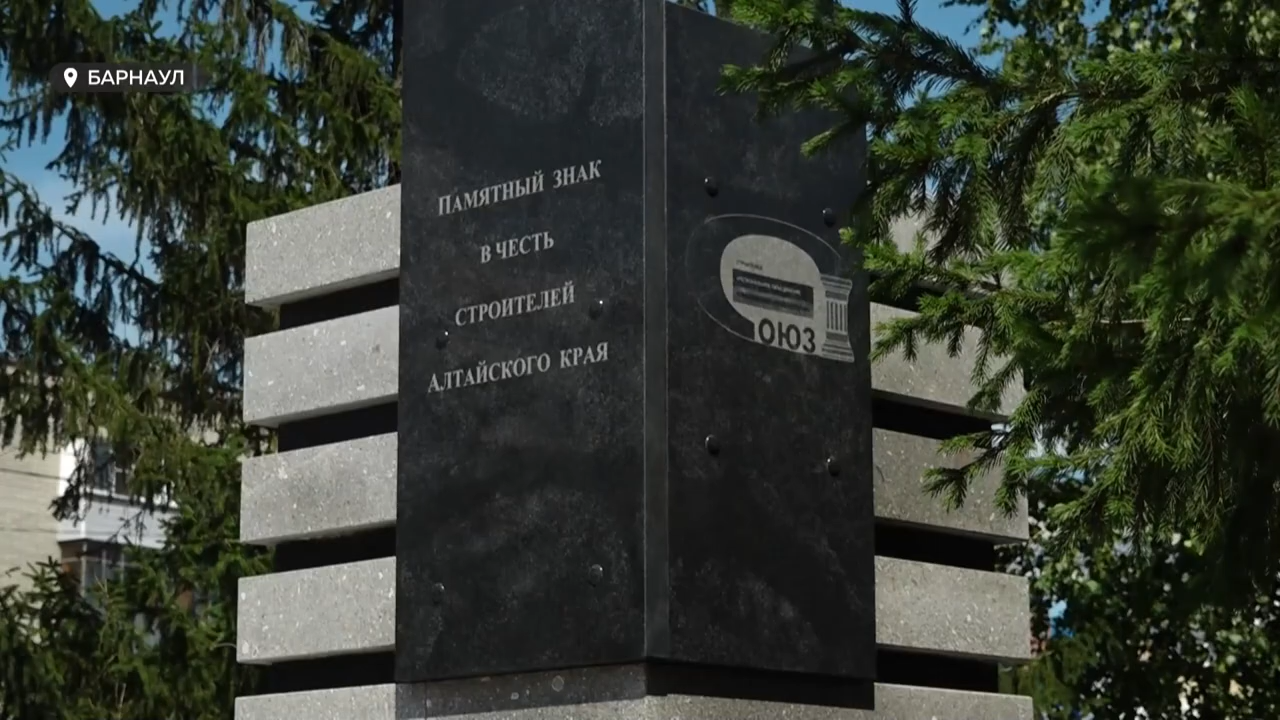 БАРНАУЛ
ПАМЯТНЫЙ ЗНАК
В ЧЕСТЬ
СТРОИТЕЛЕЙ
АЛТАЙСКОГО КРАЯ
ОЮЗ